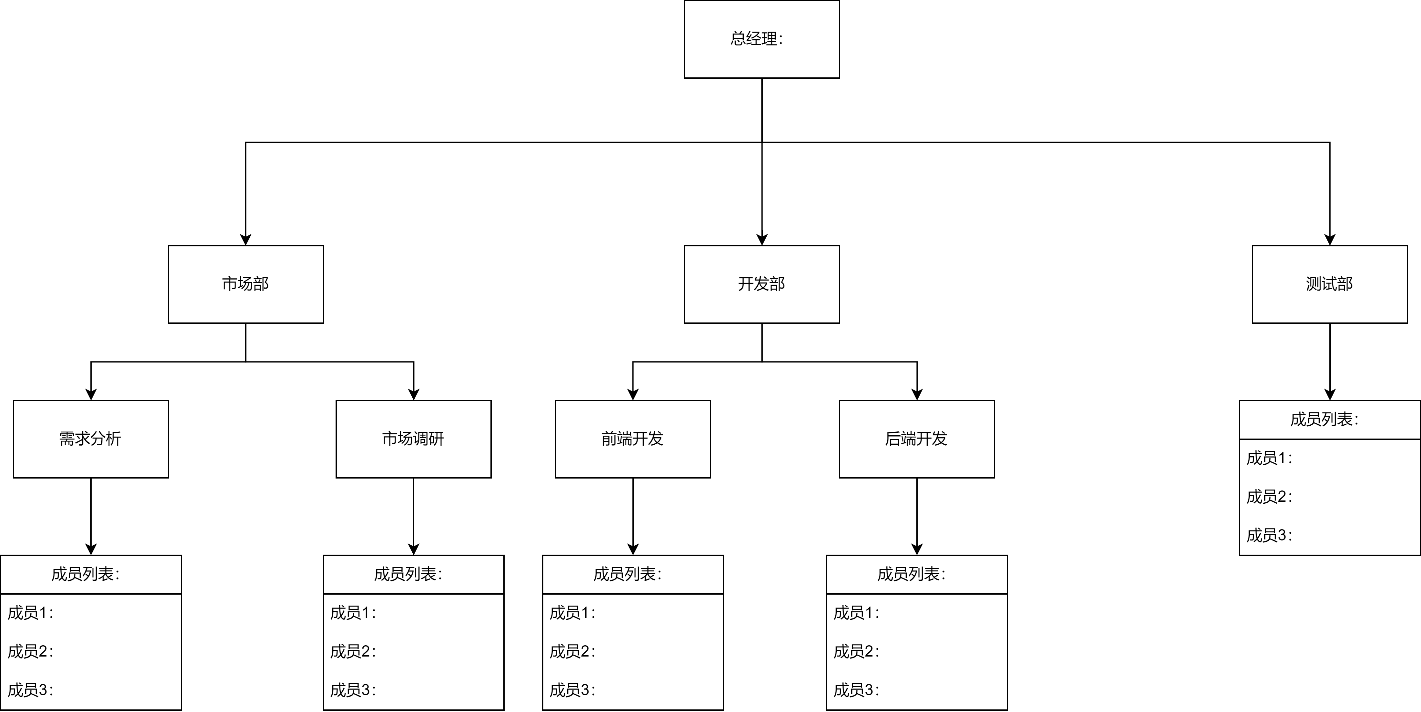 总经理：
市场部
开发部
测试部
需求分析
市场调研
前端开发
后端开发
成员列表：
成员1：
成员2：
成员3：
成员列表：
成员1：
成员2：
成员3：
成员列表：
成员1：
成员2：
成员3：
成员列表：
成员1：
成员2：
成员3：
成员列表：
成员1：
成员2：
成员3：